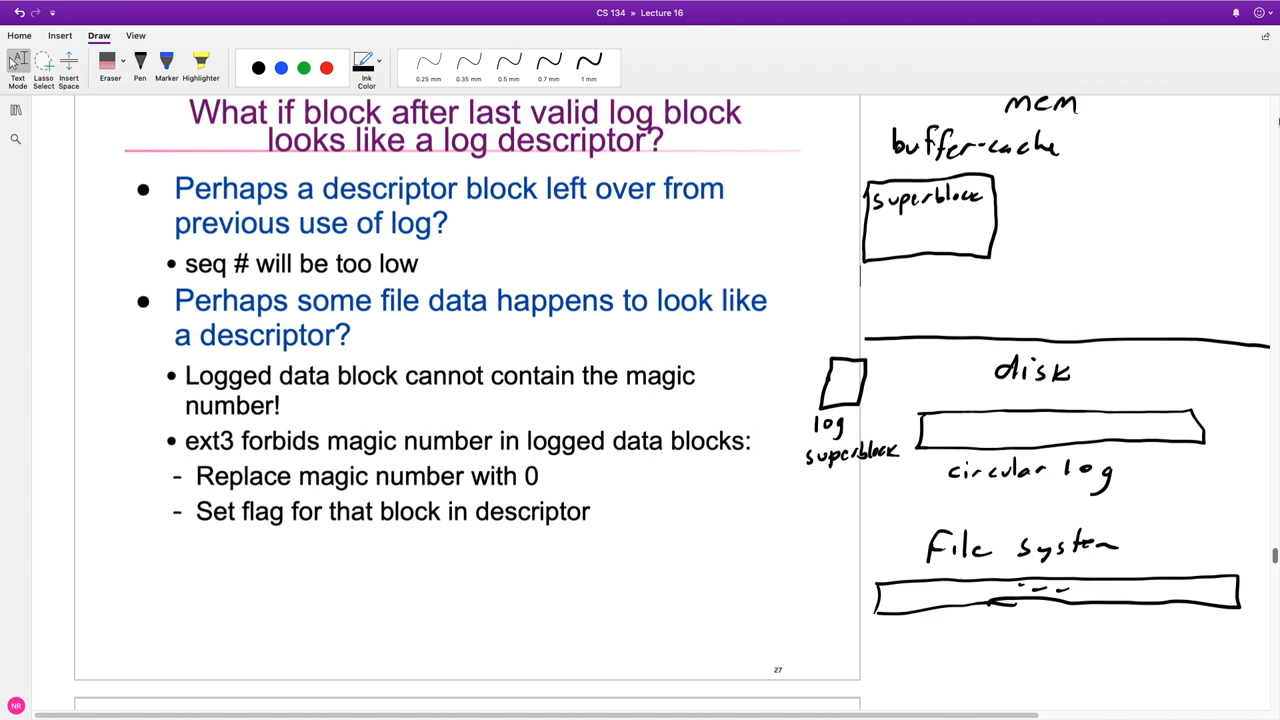 CS 134 » Lecture 16
Home Insert Draw View
Text Mode
Lasso Select
Insert Space
Eraser
Pen
Marker
Highlighter
Ink Color
0.25 mm
0.35 mm
0.5 mm
0.7 mm
1 mm
What if block after last valid log block
looks like a log descriptor?
● Perhaps a descriptor block left over from
previous use of log?
• seq # will be too low
● Perhaps some file data happens to look like
a descriptor?
• Logged data block cannot contain the magic
number!
• ext3 forbids magic number in logged data blocks:
- Replace magic number with 0
- Set flag for that block in descriptor
27
mem
buffer-cache
superblock
disk
log
superblock
circular log
File system
NR